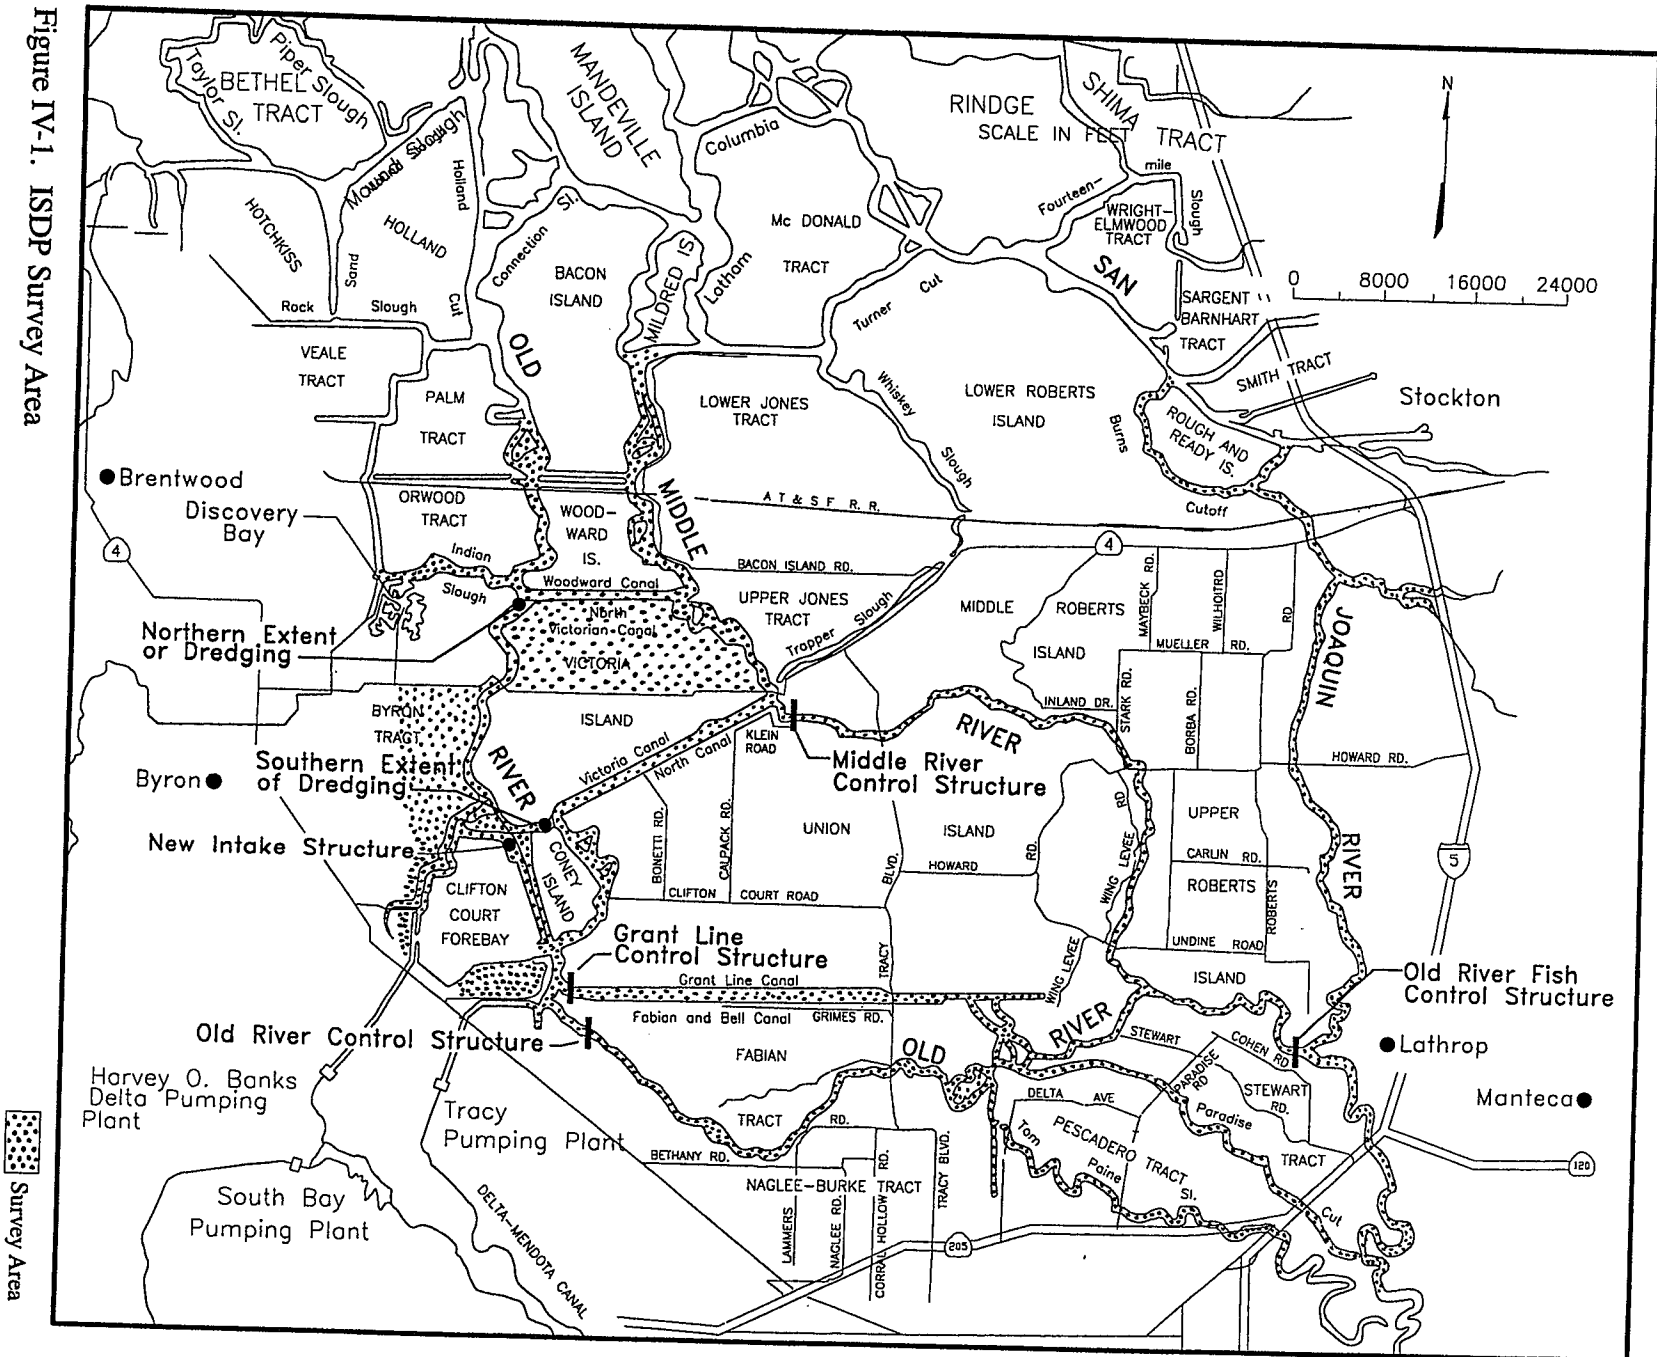 Figure IV-1. ISDP Survey Area
Survey Area
Piper Slough
Taylor Sl.
BETHEL
TRACT
MANDEVILLE
ISLAND
Columbia
RINDGE
SCALE IN FEET
SHIMA TRACT
N
0 8000 16000 24000
Holland
Cut
HOTCHKISS
HOLLAND
Sand
Rock Slough
Connection
Sl.
BACON
ISLAND
MILDRED IS
Latham
Mc DONALD
TRACT
Turner Cut
Fourteen-
mile
Slough
WRIGHT-
ELMWOOD
TRACT
SAN
SARGENT
BARNHART
TRACT
SMITH TRACT
Stockton
VEALE
TRACT
OLD
PALM
TRACT
LOWER JONES
TRACT
Whiskey
Slough
LOWER ROBERTS
ISLAND
Burns
Cutoff
ROUGH AND
READY IS.
Brentwood
Discovery
Bay
4
ORWOOD
TRACT
WOOD-
WARD
IS.
MIDDLE
A T & S F R. R.
4
Indian
Slough
Woodward Canal
BACON ISLAND RD.
North
Victorian-Canal
VICTORIA
ISLAND
UPPER JONES
TRACT
Trapper Slough
MIDDLE ROBERTS
ISLAND
MAYBECK RD.
WILHOITRD
RD
MUELLER RD.
JOAQUIN
Northern Extent
or Dredging
INLAND DR.
STARK RD.
BORBA RD.
HOWARD RD.
BYRON
TRACT
RIVER
KLEIN
ROAD
Victoria Canal
North Canal
Middle River
Control Structure
Southern Extent
of Dredging
Byron
RIVER
New Intake Structure
CONEY
ISLAND
BONETTI RD.
CALPACK RD.
UNION
ISLAND
BLVD.
HOWARD
RD.
RD
WING LEVEE
UPPER
CARLIN RD.
ROBERTS
ROBERTS
UNDINE ROAD
ISLAND
RIVER
5
CLIFTON
COURT
FOREBAY
CLIFTON COURT ROAD
Grant Line
Control Structure
TRACY
Grant Line Canal
WING LEVEE
Old River Fish
Control Structure
Fabian and Bell Canal
GRIMES RD.
Old River Control Structure
FABIAN
TRACT
OLD
RIVER
STEWART
COHEN RD
PARADISE
RD
STEWART
RD.
TRACT
Lathrop
Manteca
120
Harvey O. Banks
Delta Pumping
Plant
Tracy
Pumping Plant
RD.
BETHANY RD.
NAGLEE-BURKE TRACT
DELTA AVE
PESCADERO TRACT
Tom
Paine
Sl.
Paradise
Cut
South Bay
Pumping Plant
DELTA-MENDOTA CANAL
LAMMERS
NAGLEE RD.
CORRAL HOLLOW RD.
TRACY BLVD.
205